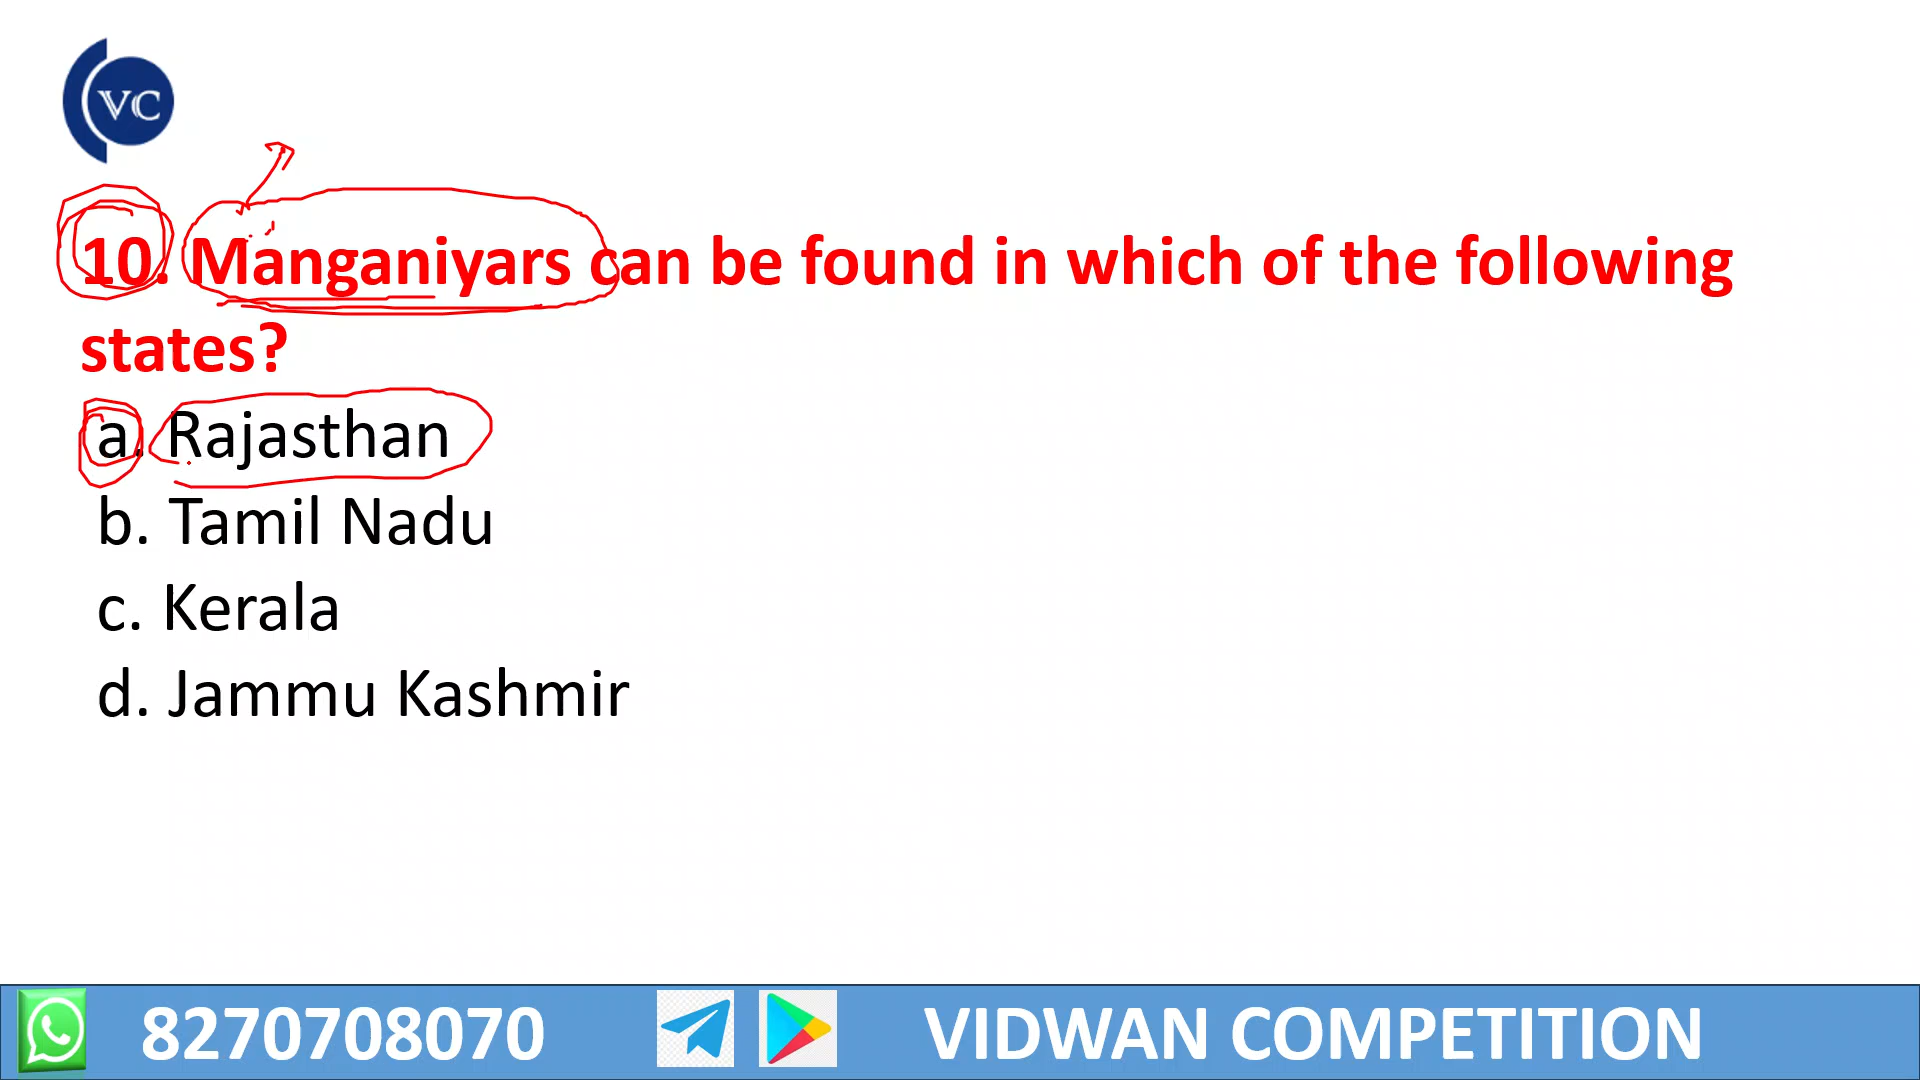 VC
10. Manganiyars can be found in which of the following
states?
a. Rajasthan
b. Tamil Nadu
c. Kerala
d. Jammu Kashmir
8270708070 VIDWAN COMPETITION